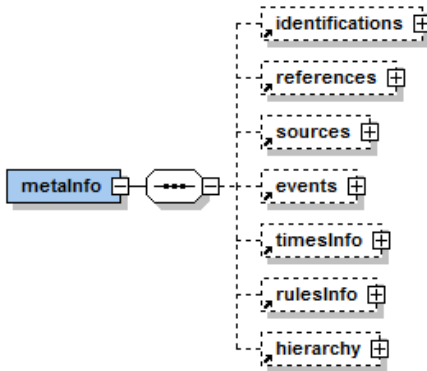 identifications
references
sources
metaInfo
events
timesInfo
rulesInfo
hierarchy